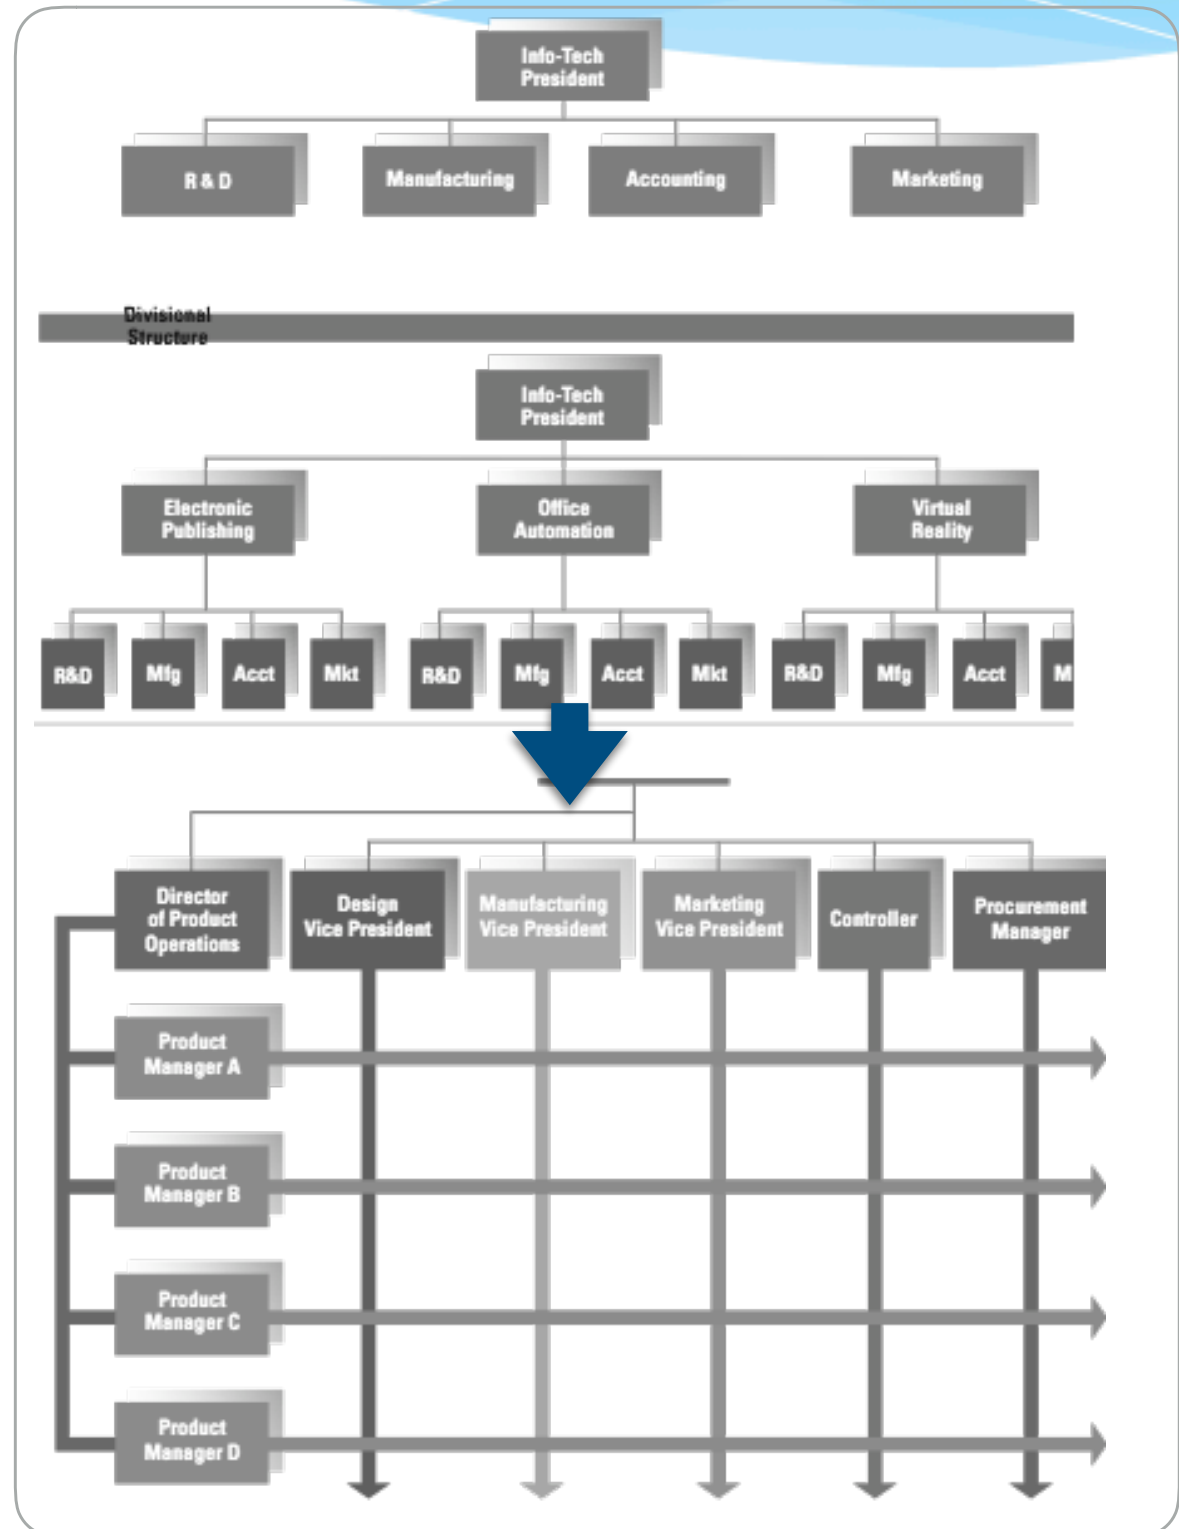 Info-Tech
President
R & D
Manufacturing
Accounting
Marketing
Divisional
Structure
Info-Tech
President
Electronic
Publishing
Office
Automation
Virtual
Reality
R&D
Mfg
Acct
Mkt
R&D
Mfg
Acct
Mkt
R&D
Mfg
Acct
M
Director
of Product
Operations
Design
Vice President
Manufacturing
Vice President
Marketing
Vice President
Controller
Procurement
Manager
Product
Manager A
Product
Manager B
Product
Manager C
Product
Manager D